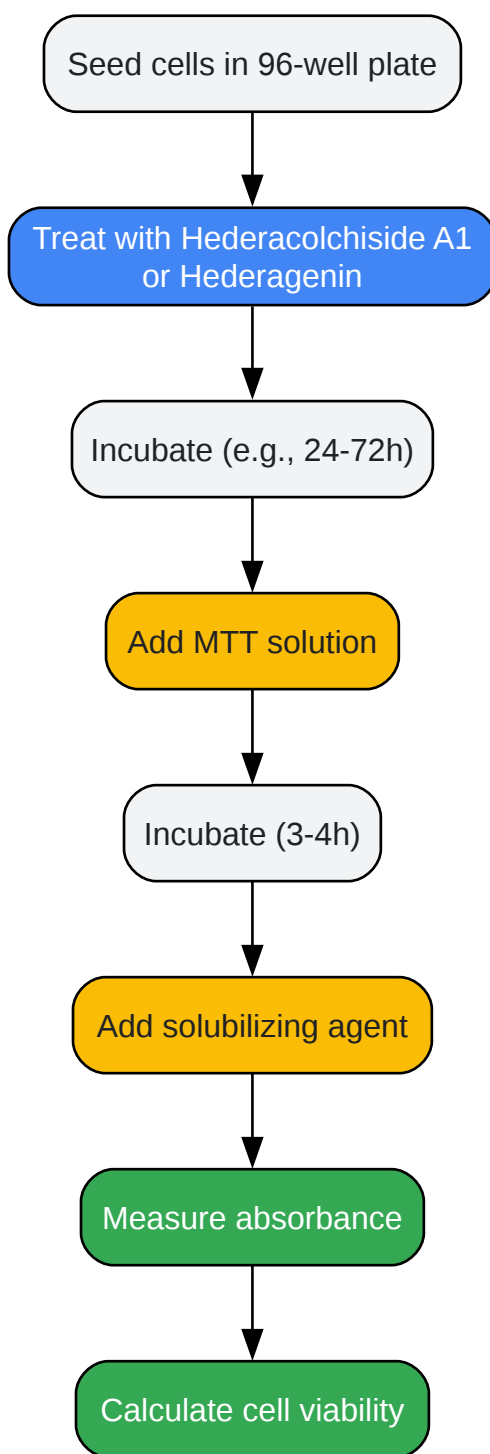 Seed cells in 96-well plate
Treat with Hederacolchiside A1
or Hederagenin
Incubate (e.g., 24-72h)
Add MTT solution
Incubate (3-4h)
Add solubilizing agent
Measure absorbance
Calculate cell viability